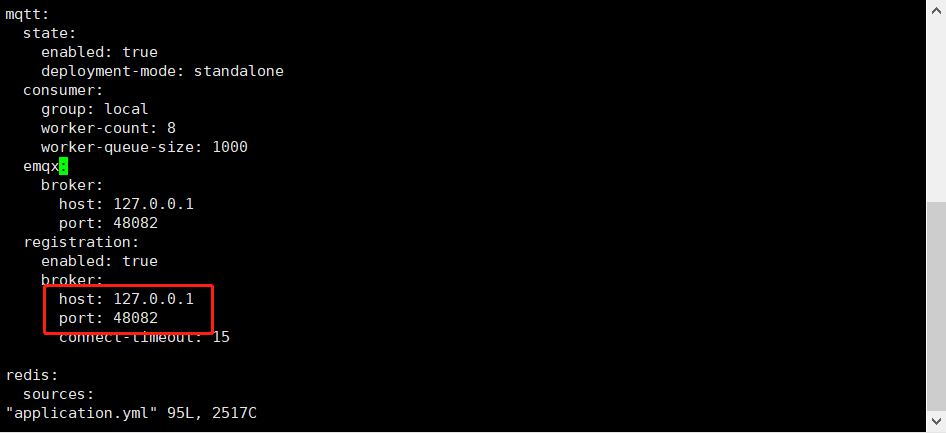 mqtt:
  state:
    enabled: true
    deployment-mode: standalone
  consumer:
    group: local
    worker-count: 8
    worker-queue-size: 1000
  emqx:
    broker:
      host: 127.0.0.1
      port: 48082
  registration:
    enabled: true
    broker:
      host: 127.0.0.1
      port: 48082
      connect-timeout: 15

redis:
  sources:
"application.yml" 95L, 2517C